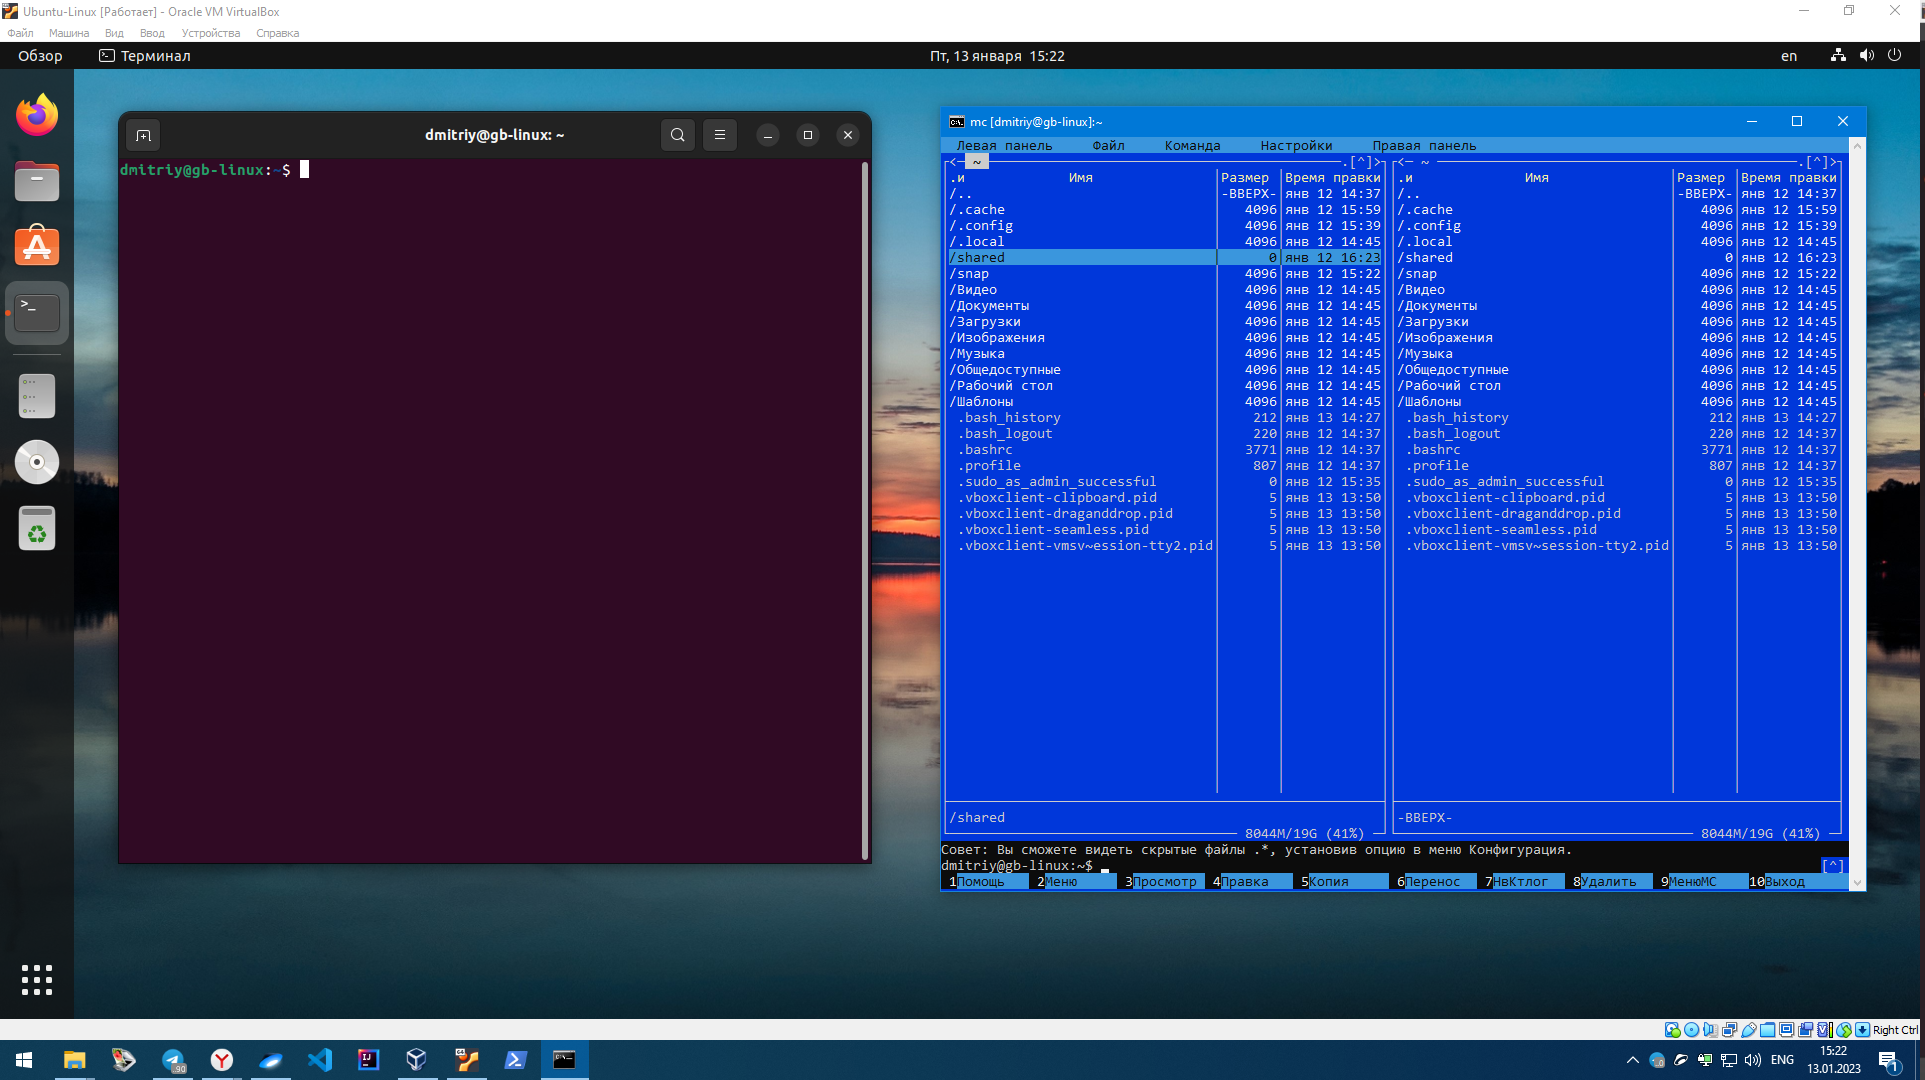 Ubuntu-Linux [Работает] - Oracle VM VirtualBox
Файл Машина Вид Ввод Устройства Справка
Обзор Терминал Пт, 13 января 15:22 en
dmitriy@gb-linux: ~
dmitriy@gb-linux:~$
mc [dmitriy@gb-linux]:~
Левая панель Файл Команда Настройки Правая панель
<─ ~ .[^]> <─ ~ .[^]>
.и Имя Размер Время правки .и Имя Размер Время правки
/.. -ВВЕРХ- янв 12 14:37 /.. -ВВЕРХ- янв 12 14:37
/.cache 4096 янв 12 15:59 /.cache 4096 янв 12 15:59
/.config 4096 янв 12 15:39 /.config 4096 янв 12 15:39
/.local 4096 янв 12 14:45 /.local 4096 янв 12 14:45
/shared 0 янв 12 16:23 /shared 0 янв 12 16:23
/snap 4096 янв 12 15:22 /snap 4096 янв 12 15:22
/Видео 4096 янв 12 14:45 /Видео 4096 янв 12 14:45
/Документы 4096 янв 12 14:45 /Документы 4096 янв 12 14:45
/Загрузки 4096 янв 12 14:45 /Загрузки 4096 янв 12 14:45
/Изображения 4096 янв 12 14:45 /Изображения 4096 янв 12 14:45
/Музыка 4096 янв 12 14:45 /Музыка 4096 янв 12 14:45
/Общедоступные 4096 янв 12 14:45 /Общедоступные 4096 янв 12 14:45
/Рабочий стол 4096 янв 12 14:45 /Рабочий стол 4096 янв 12 14:45
/Шаблоны 4096 янв 12 14:45 /Шаблоны 4096 янв 12 14:45
.bash_history 212 янв 13 14:27 .bash_history 212 янв 13 14:27
.bash_logout 220 янв 12 14:37 .bash_logout 220 янв 12 14:37
.bashrc 3771 янв 12 14:37 .bashrc 3771 янв 12 14:37
.profile 807 янв 12 14:37 .profile 807 янв 12 14:37
.sudo_as_admin_successful 0 янв 12 15:35 .sudo_as_admin_successful 0 янв 12 15:35
.vboxclient-clipboard.pid 5 янв 13 13:50 .vboxclient-clipboard.pid 5 янв 13 13:50
.vboxclient-draganddrop.pid 5 янв 13 13:50 .vboxclient-draganddrop.pid 5 янв 13 13:50
.vboxclient-seamless.pid 5 янв 13 13:50 .vboxclient-seamless.pid 5 янв 13 13:50
.vboxclient-vmsv~ession-tty2.pid 5 янв 13 13:50 .vboxclient-vmsv~session-tty2.pid 5 янв 13 13:50
/shared -ВВЕРХ-
8044M/19G (41%) 8044M/19G (41%)
Совет: Вы сможете видеть скрытые файлы .*, установив опцию в меню Конфигурация.
dmitriy@gb-linux:~$ [^]
1Помощь 2Меню 3Просмотр 4Правка 5Копия 6Перенос 7НвКтлог 8Удалить 9МенюМС 10Выход
Right Ctrl
90 ENG 15:22
13.01.2023 1